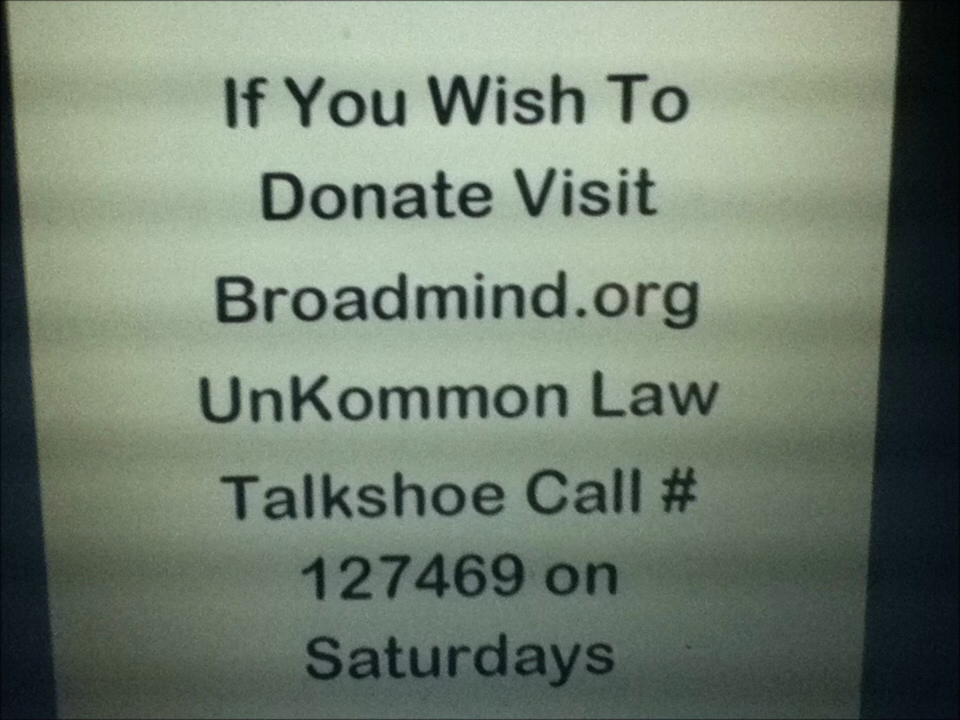 If You Wish To
Donate Visit
Broadmind.org
UnKommon Law
Talkshoe Call #
127469 on
Saturdays